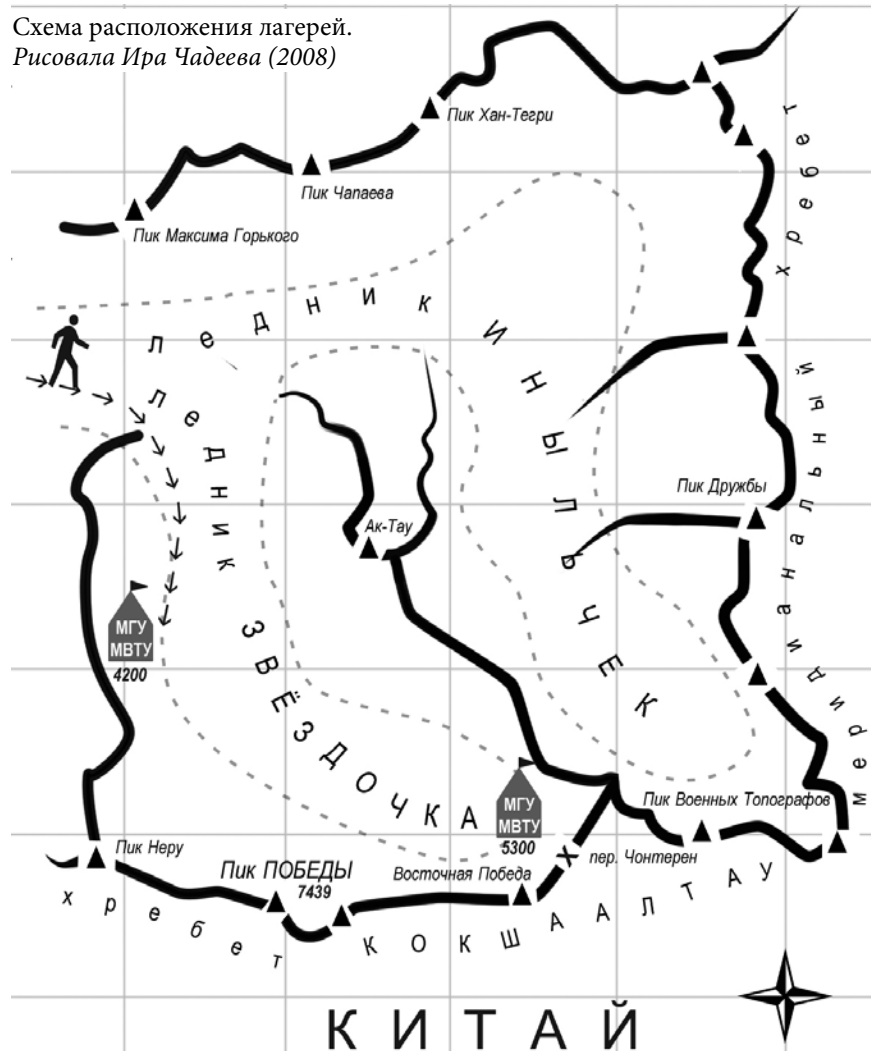 Схема расположения лагерей.
Рисовала Ира Чадеева (2008)
Пик Хан-Тегри
Пик Чапаева
Пик Максима Горького
хребет
ледник ИНЫЛЬЧЕК
ледник ЗВЁЗДОЧКА
меридианальный
Пик Дружбы
Ак-Тау
МГУ
МВТУ
4200
МГУ
МВТУ
5300
Пик Военных Топографов
Пик Неру
Пик ПОБЕДЫ
7439
Восточная Победа
пер. Чонтерен
хребет КОКШААЛТАУ
КИТАЙ